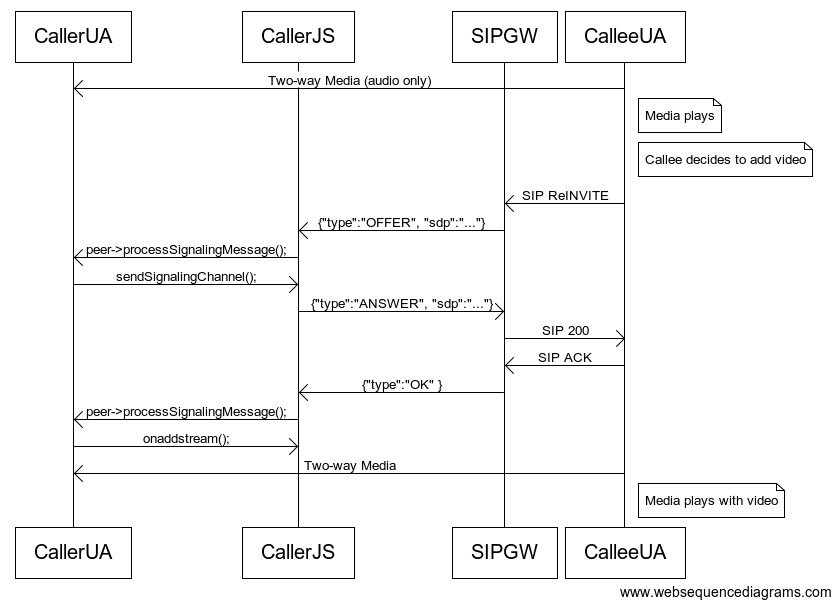 CallerUA
CallerJS
SIPGW
CalleeUA
Two-way Media (audio only)
Media plays
Callee decides to add video
SIP ReINVITE
{"type":"OFFER", "sdp":"..."}
peer->processSignalingMessage();
sendSignalingChannel();
{"type":"ANSWER", "sdp":"..."}
SIP 200
SIP ACK
{"type":"OK" }
peer->processSignalingMessage();
onaddstream();
Two-way Media
Media plays with video
CallerUA
CallerJS
SIPGW
CalleeUA
www.websequencediagrams.com